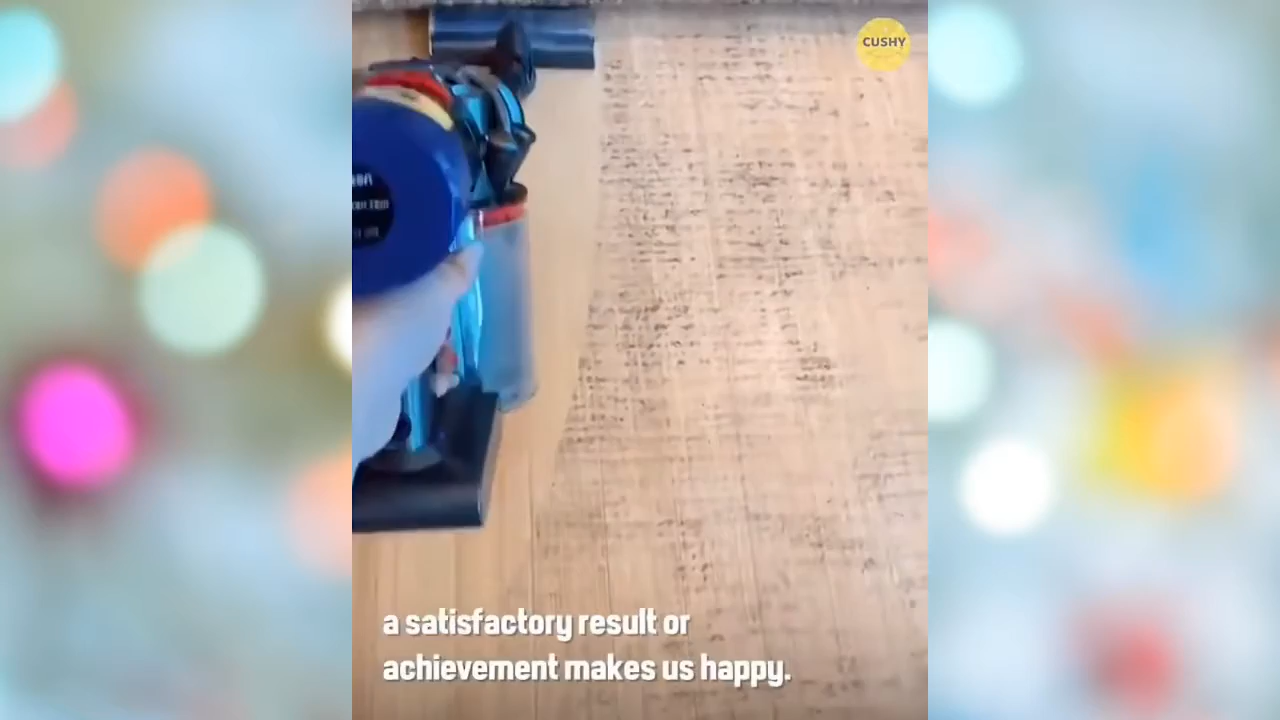 CUSHY
a satisfactory result or
achievement makes us happy.